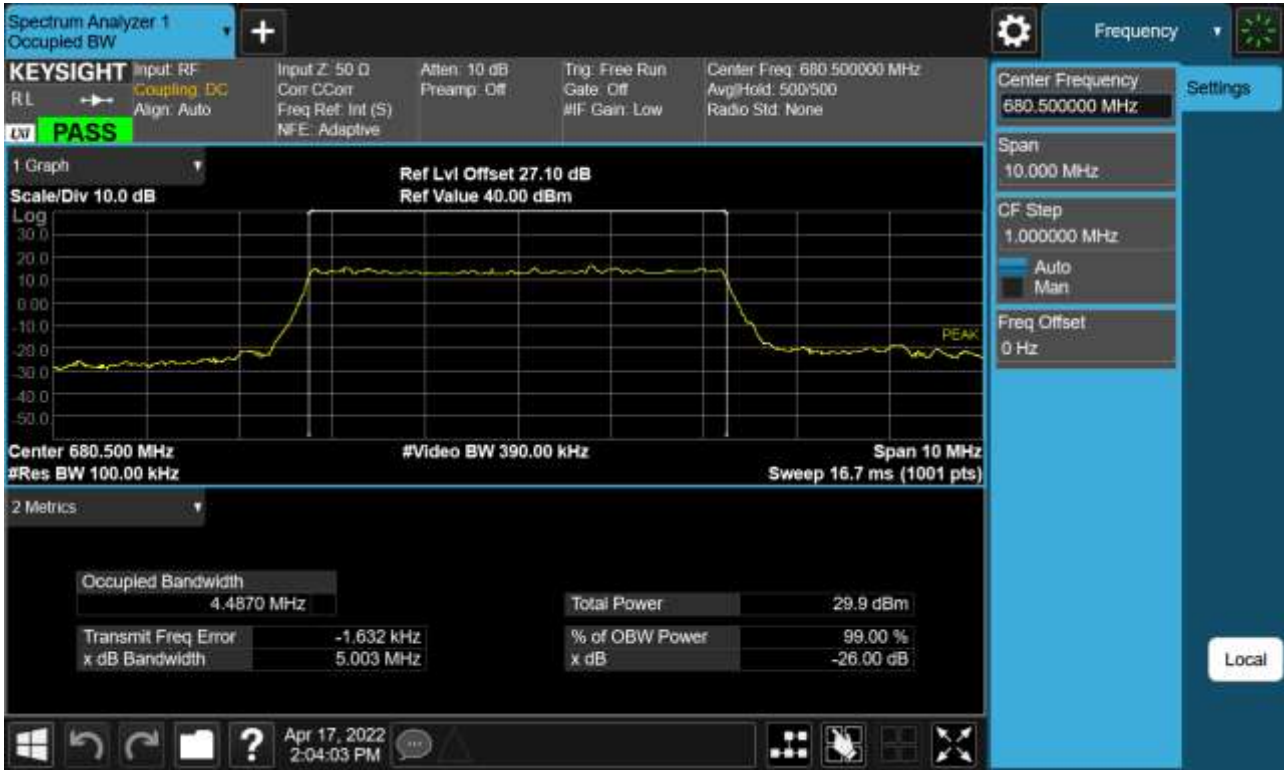 Spectrum Analyzer 1
Occupied BW
+
Frequency
KEYSIGHT Input: RF
RL Coupling: DC
Align: Auto
LXI PASS
Input Z: 50 Ω
Corr CCorr
Freq Ref: Int (S)
NFE: Adaptive
Atten: 10 dB
Preamp: Off
Trig: Free Run
Gate: Off
#IF Gain: Low
Center Freq: 680.500000 MHz
Avg|Hold: 500/500
Radio Std: None
Center Frequency
680.500000 MHz
Settings
Span
10.000 MHz
CF Step
1.000000 MHz
Auto
Man
Freq Offset
0 Hz
Local
1 Graph
Scale/Div 10.0 dB
Ref Lvl Offset 27.10 dB
Ref Value 40.00 dBm
Log
30.0
20.0
10.0
0.00
-10.0
-20.0
-30.0
-40.0
-50.0
PEAK
Center 680.500 MHz
#Video BW 390.00 kHz
Span 10 MHz
#Res BW 100.00 kHz
Sweep 16.7 ms (1001 pts)
2 Metrics
Occupied Bandwidth
4.4870 MHz
Total Power 29.9 dBm
Transmit Freq Error -1.632 kHz
% of OBW Power 99.00 %
x dB Bandwidth 5.003 MHz
x dB -26.00 dB
?
Apr 17, 2022
2:04:03 PM